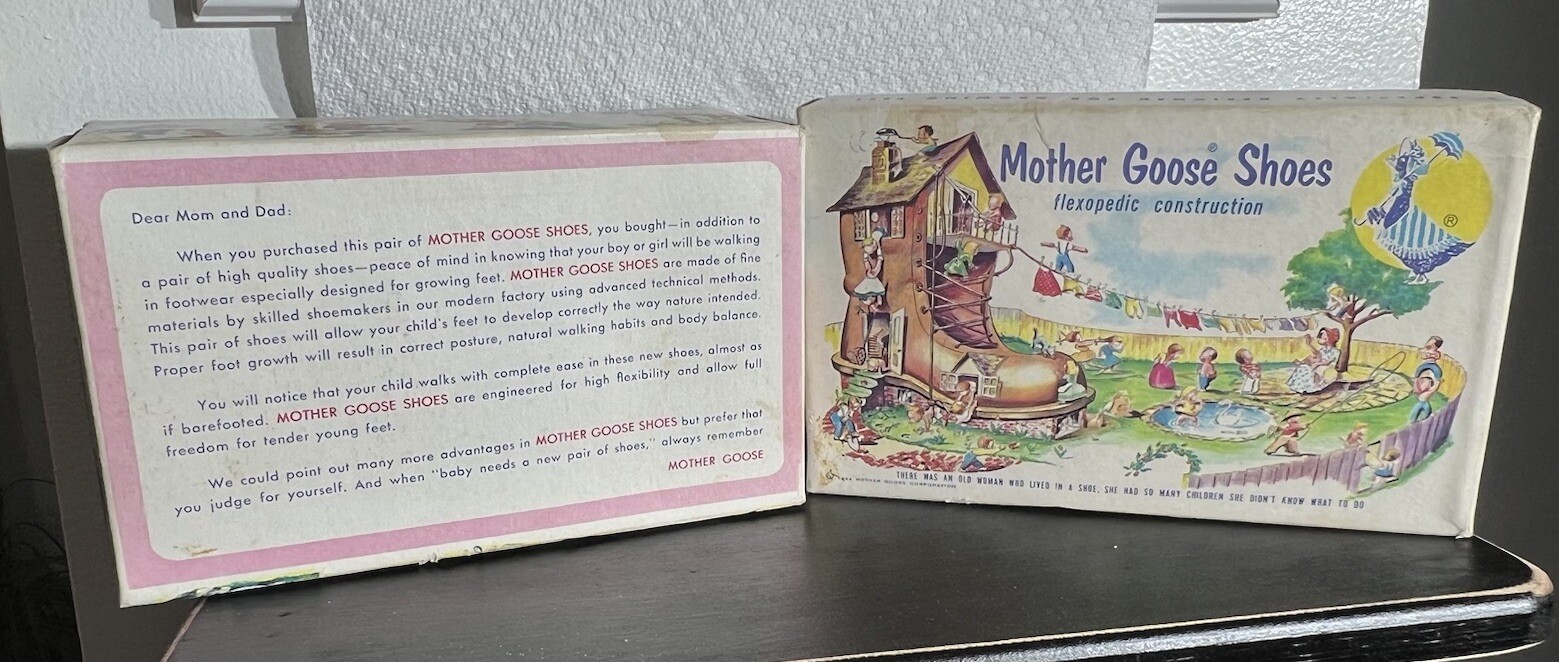 Dear Mom and Dad:
When you purchased this pair of MOTHER GOOSE SHOES, you bought—in addition to
a pair of high quality shoes—peace of mind in knowing that your boy or girl will be walking
in footwear especially designed for growing feet. MOTHER GOOSE SHOES are made of fine
materials by skilled shoemakers in our modern factory using advanced technical methods.
This pair of shoes will allow your child's feet to develop correctly the way nature intended.
Proper foot growth will result in correct posture, natural walking habits and body balance.
You will notice that your child walks with complete ease in these new shoes, almost as
if barefooted. MOTHER GOOSE SHOES are engineered for high flexibility and allow full
freedom for tender young feet.
We could point out many more advantages in MOTHER GOOSE SHOES but prefer that
you judge for yourself. And when "baby needs a new pair of shoes," always remember
MOTHER GOOSE
Mother Goose® Shoes
flexopedic construction
®
THERE WAS AN OLD WOMAN WHO LIVED IN A SHOE, SHE HAD SO MANY CHILDREN SHE DIDN'T KNOW WHAT TO DO
MOTHER GOOSE CORPORATION